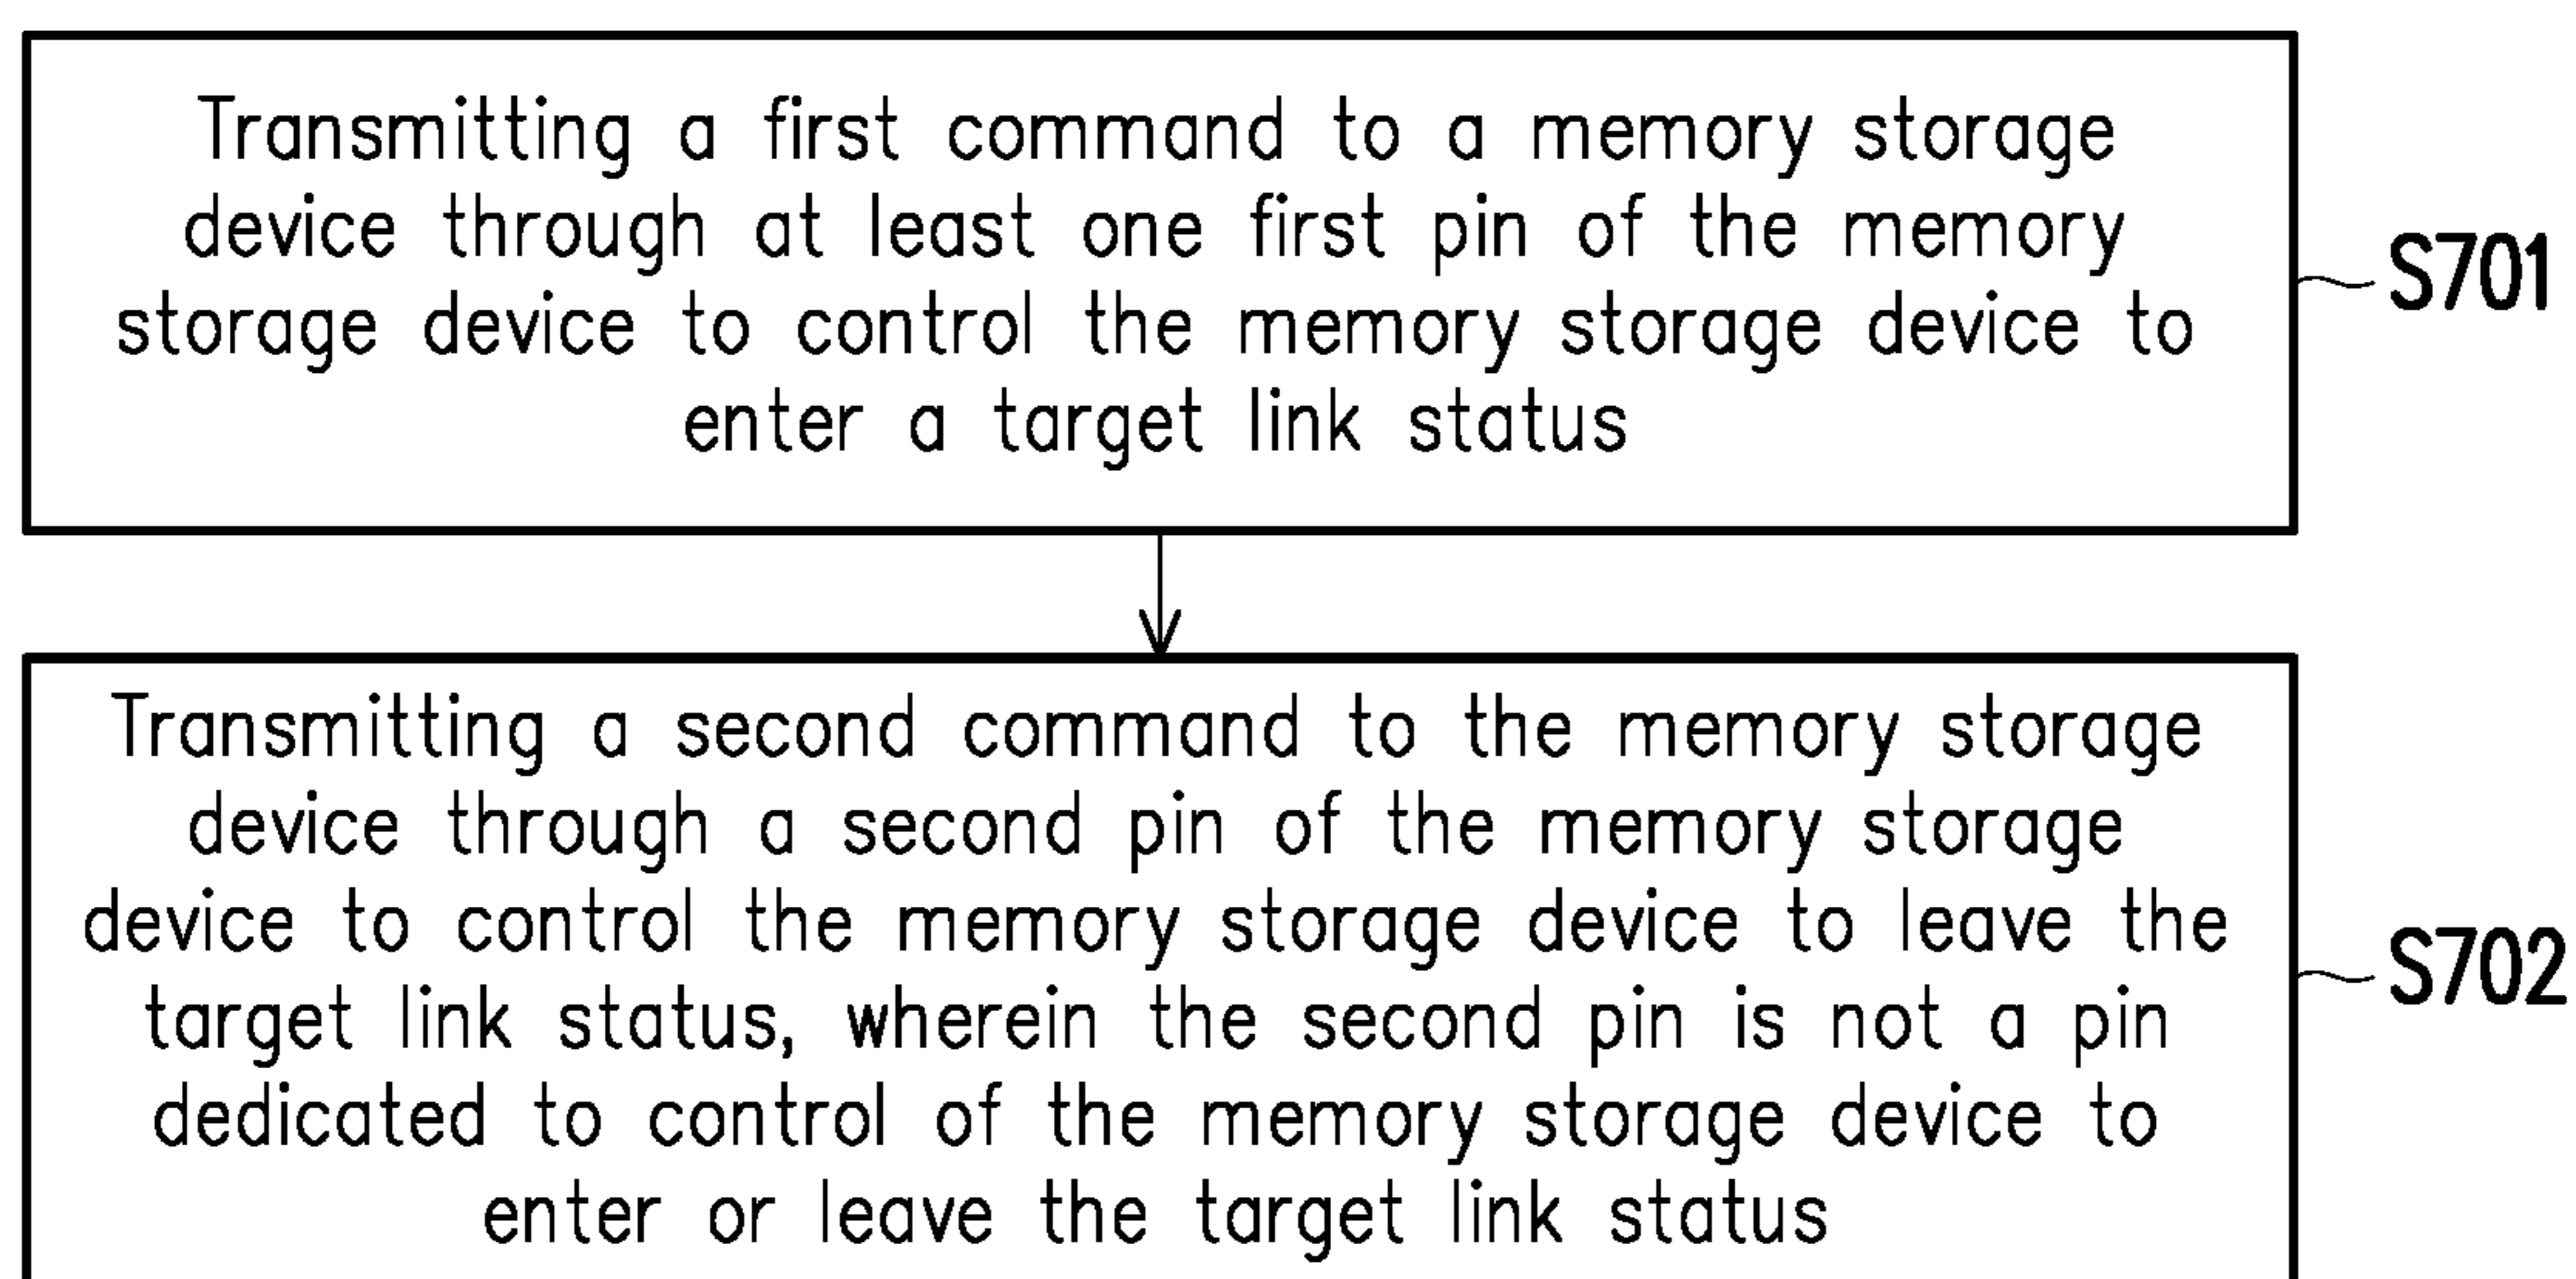 Transmitting a first command to a memory storage
device through at least one first pin of the memory
storage device to control the memory storage device to
enter a target link status
S701
Transmitting a second command to the memory storage
device through a second pin of the memory storage
device to control the memory storage device to leave the
target link status, wherein the second pin is not a pin
dedicated to control of the memory storage device to
enter or leave the target link status
S702